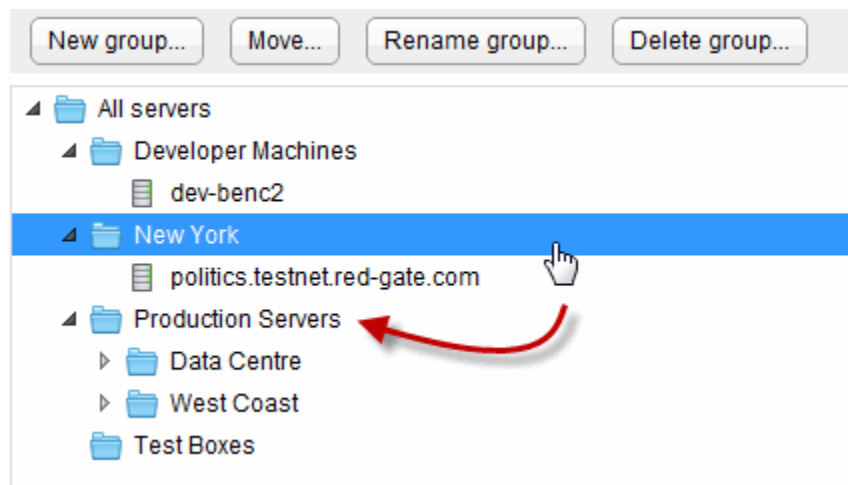 New group... Move... Rename group... Delete group...
All servers
Developer Machines
dev-benc2
New York
politics.testnet.red-gate.com
Production Servers
Data Centre
West Coast
Test Boxes